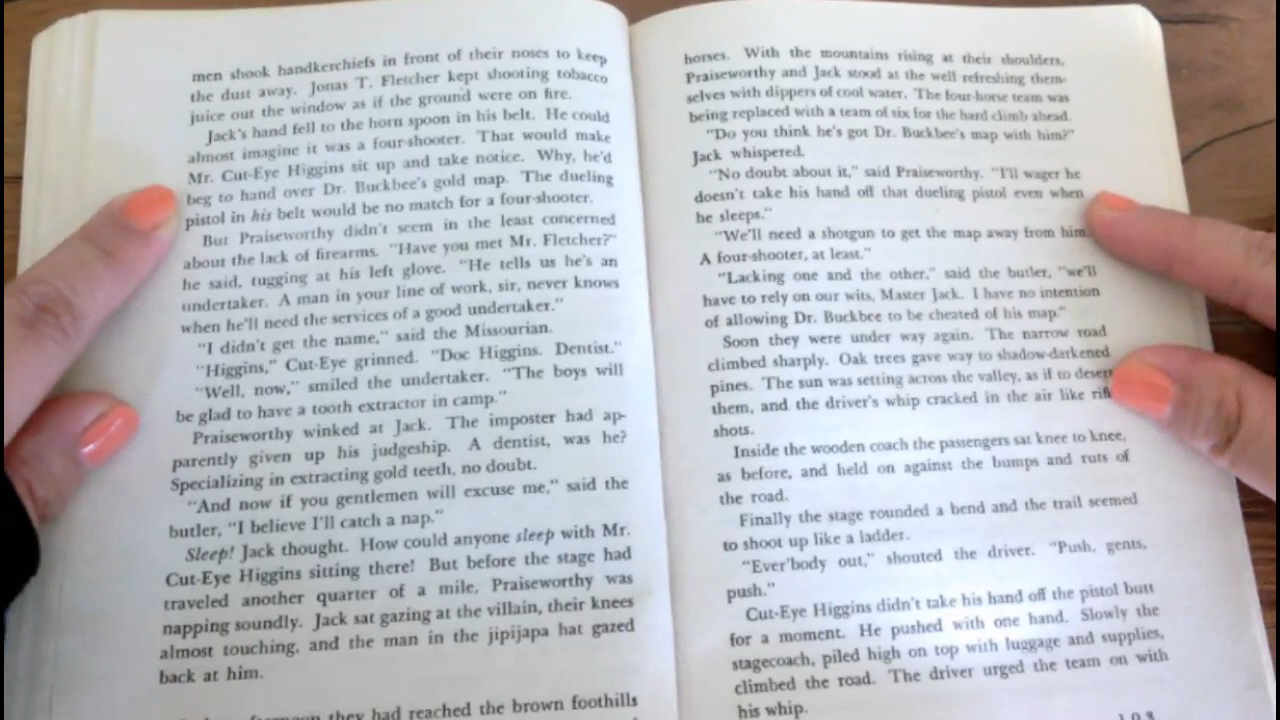 men shook handkerchiefs in front of their noses to keep
the dust away. Jonas T. Fletcher kept shooting tobacco
juice out the window as if the ground were on fire.
Jack's hand fell to the horn spoon in his belt. He could
almost imagine it was a four-shooter. That would make
Mr. Cut-Eye Higgins sit up and take notice. Why, he'd
beg to hand over Dr. Buckbee's gold map. The dueling
pistol in his belt would be no match for a four-shooter.
But Praiseworthy didn't seem in the least concerned
about the lack of firearms. "Have you met Mr. Fletcher?"
he said, tugging at his left glove. "He tells us he's an
undertaker. A man in your line of work, sir, never knows
when he'll need the services of a good undertaker."
"I didn't get the name," said the Missourian.
"Higgins," Cut-Eye grinned. "Doc Higgins. Dentist."
"Well, now," smiled the undertaker. "The boys will
be glad to have a tooth extractor in camp."
Praiseworthy winked at Jack. The imposter had ap-
parently given up his judgeship. A dentist, was he?
Specializing in extracting gold teeth, no doubt.
"And now if you gentlemen will excuse me," said the
butler, "I believe I'll catch a nap."
Sleep! Jack thought. How could anyone sleep with Mr.
Cut-Eye Higgins sitting there! But before the stage had
traveled another quarter of a mile, Praiseworthy was
napping soundly. Jack sat gazing at the villain, their knees
almost touching, and the man in the jipijapa hat gazed
back at him.
they had reached the brown foothills
horses. With the mountains rising at their shoulders,
Praiseworthy and Jack stood at the well refreshing them-
selves with dippers of cool water. The four-horse team was
being replaced with a team of six for the hard climb ahead.
"Do you think he's got Dr. Buckbee's map with him?"
Jack whispered.
"No doubt about it," said Praiseworthy. "I'll wager he
doesn't take his hand off that dueling pistol even when
he sleeps."
"We'll need a shotgun to get the map away from him.
A four-shooter, at least."
"Lacking one and the other," said the butler, "we'll
have to rely on our wits, Master Jack. I have no intention
of allowing Dr. Buckbee to be cheated of his map."
Soon they were under way again. The narrow road
climbed sharply. Oak trees gave way to shadow-darkened
pines. The sun was setting across the valley, as if to desert
them, and the driver's whip cracked in the air like rifle
shots.
Inside the wooden coach the passengers sat knee to knee,
as before, and held on against the bumps and ruts of
the road.
Finally the stage rounded a bend and the trail seemed
to shoot up like a ladder.
"Ever'body out," shouted the driver. "Push, gents,
push."
Cut-Eye Higgins didn't take his hand off the pistol butt
for a moment. He pushed with one hand. Slowly the
stagecoach, piled high on top with luggage and supplies,
climbed the road. The driver urged the team on with
his whip.